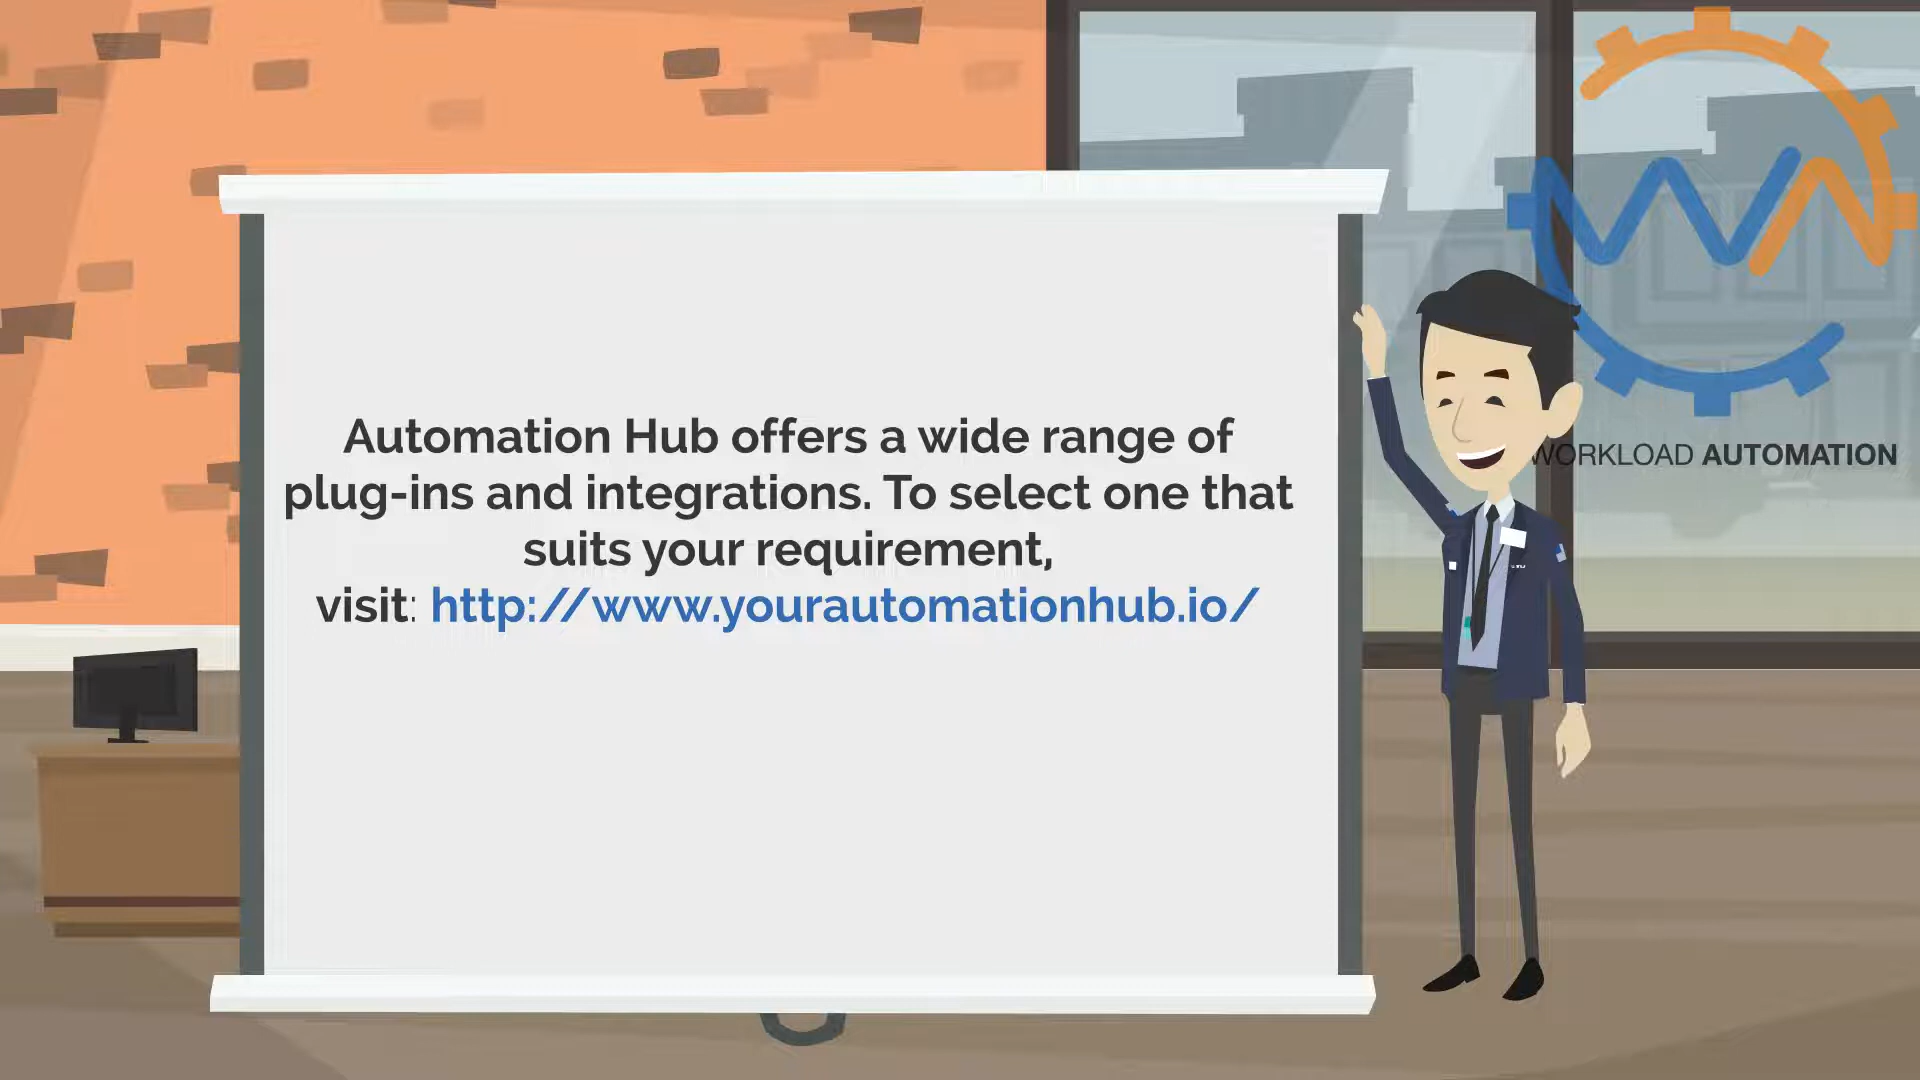 Automation Hub offers a wide range of
plug-ins and integrations. To select one that
suits your requirement,
visit: http://www.yourautomationhub.io/
WORKLOAD AUTOMATION